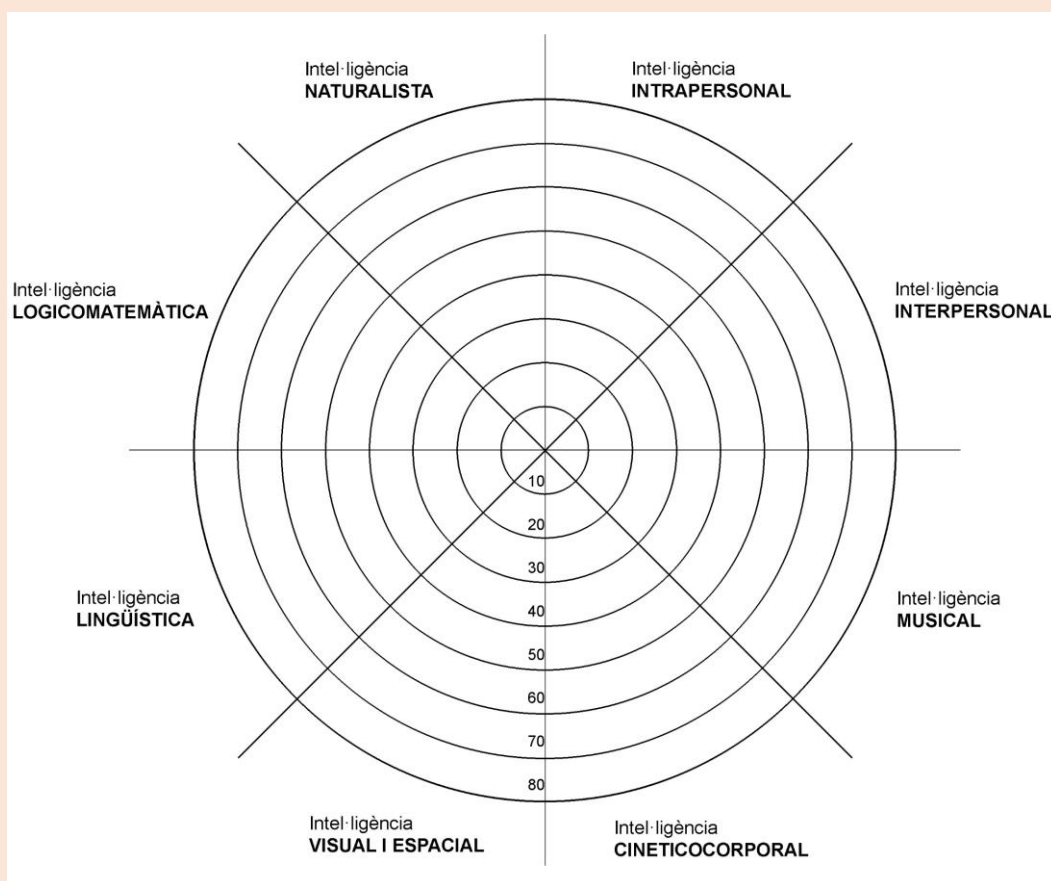 Intel·ligència
NATURALISTA
Intel·ligència
INTRAPERSONAL
Intel·ligència
LOGICOMATEMÀTICA
Intel·ligència
INTERPERSONAL
10
20
30
40
50
60
70
80
Intel·ligència
LINGÜÍSTICA
Intel·ligència
MUSICAL
Intel·ligència
VISUAL I ESPACIAL
Intel·ligència
CINETICOCORPORAL